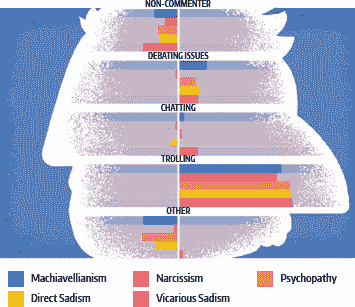 NON-COMMENTER
DEBATING ISSUES
CHATTING
TROLLING
OTHER
Machiavellianism Narcissism Psychopathy
Direct Sadism Vicarious Sadism